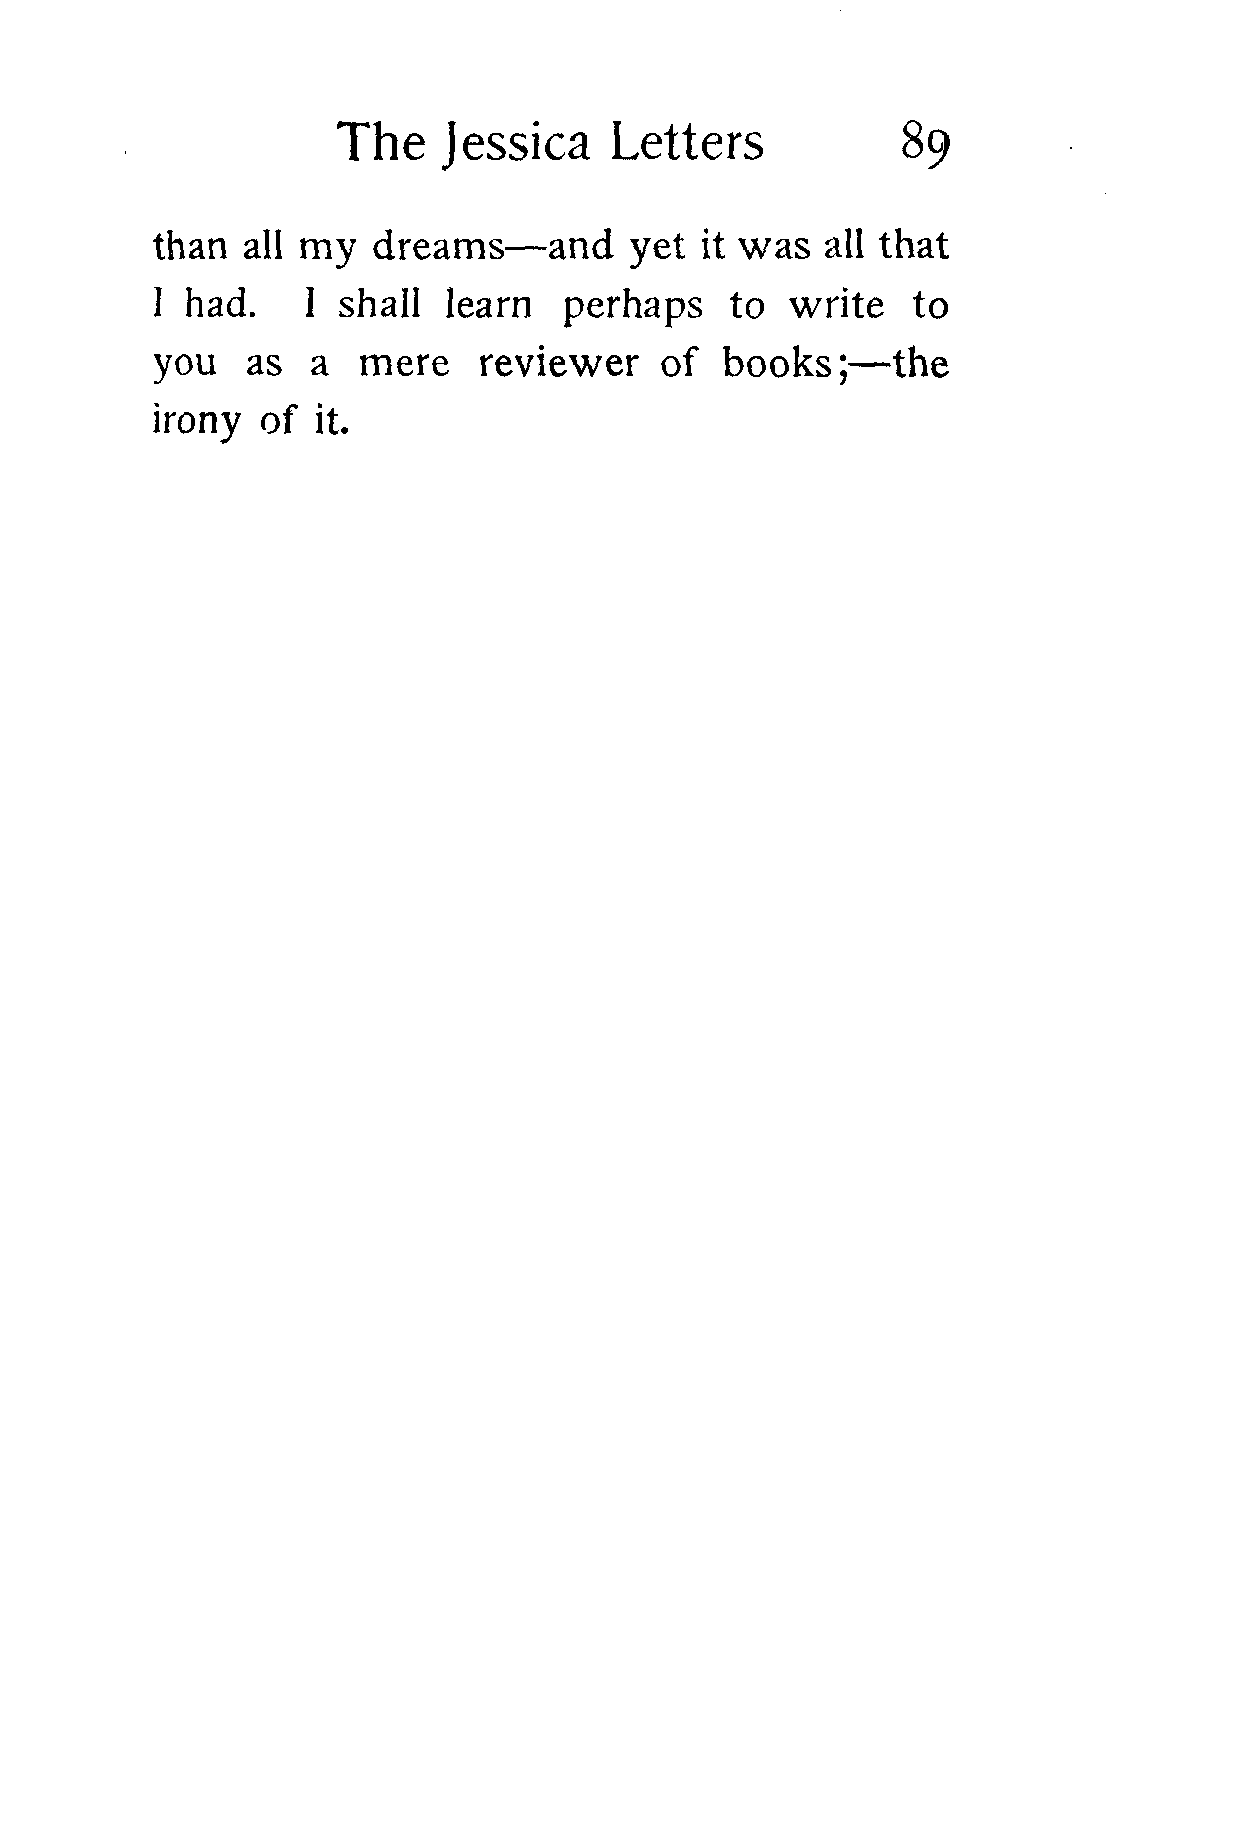 The Jessica Letters 89
than all my dreams—and yet it was all that
I had. I shall learn perhaps to write to
you as a mere reviewer of books;—the
irony of it.